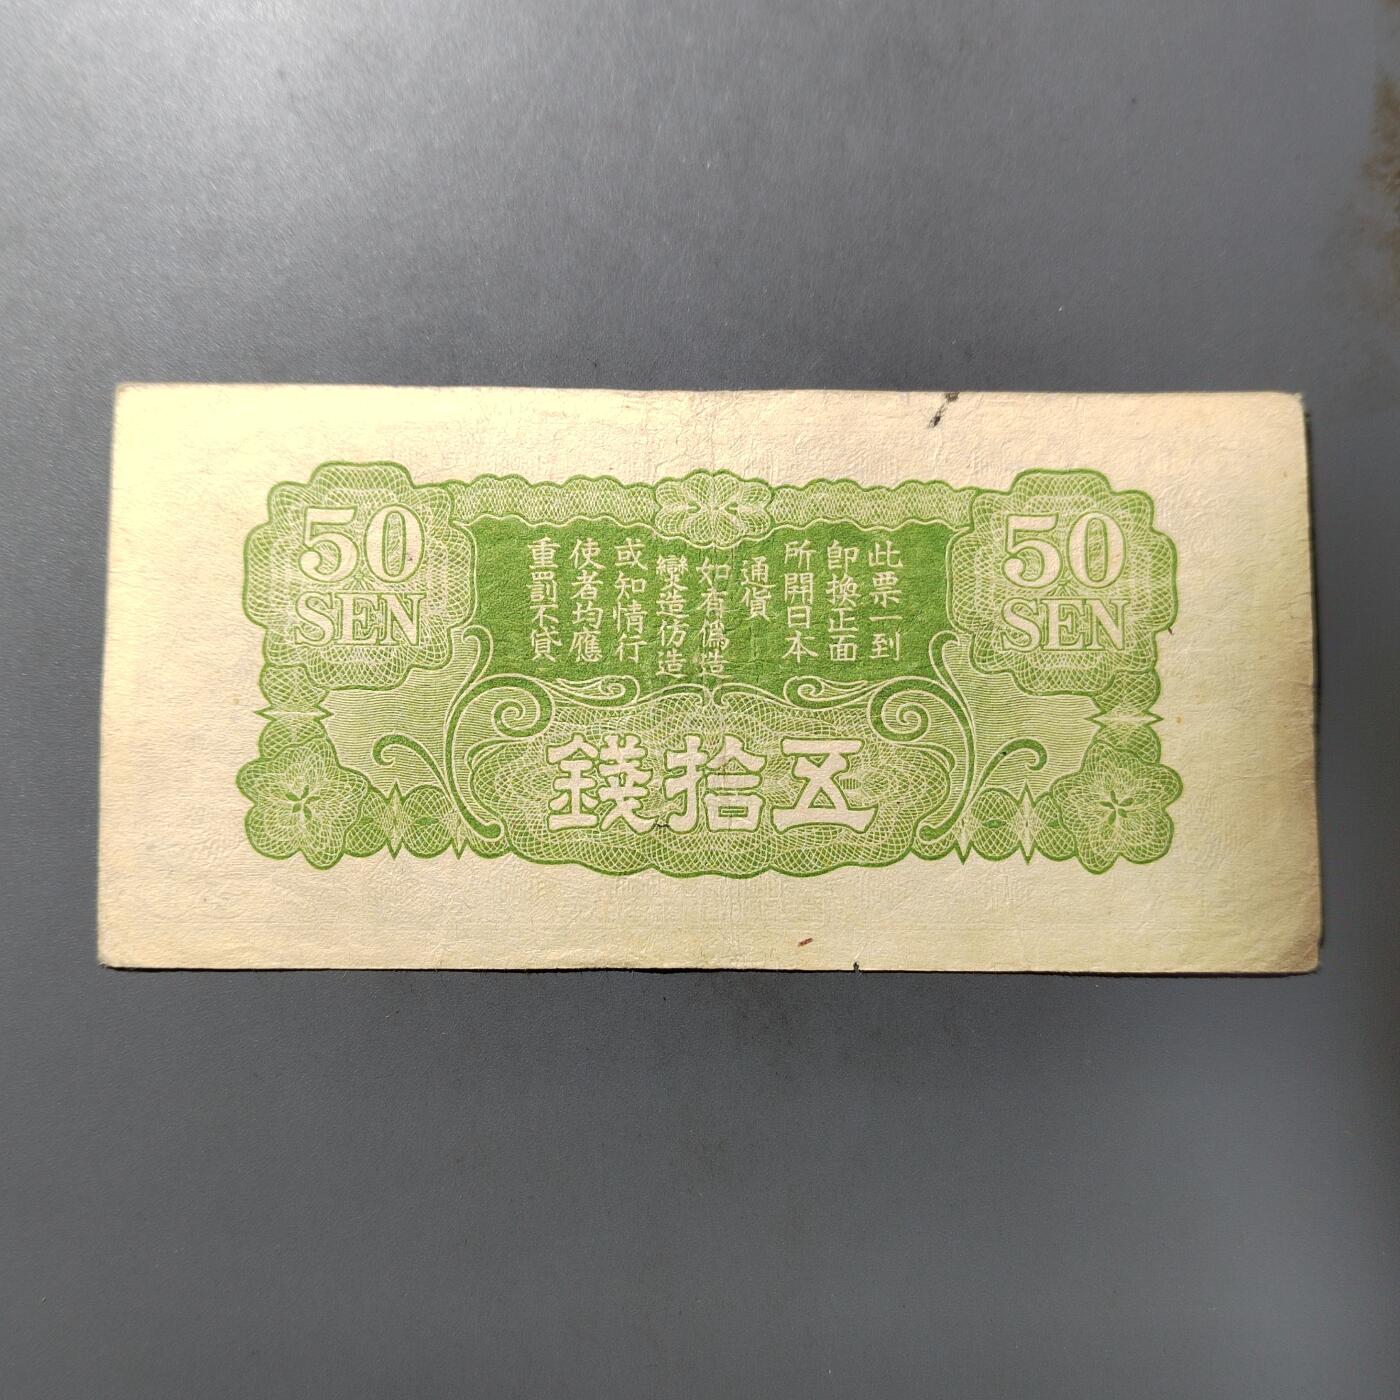 50
SEN
50
SEN
此票一到
即換正面
所開日本
通貨
如有偽造
變造仿造
或知情行
使者均應
重罰不貸
五拾錢